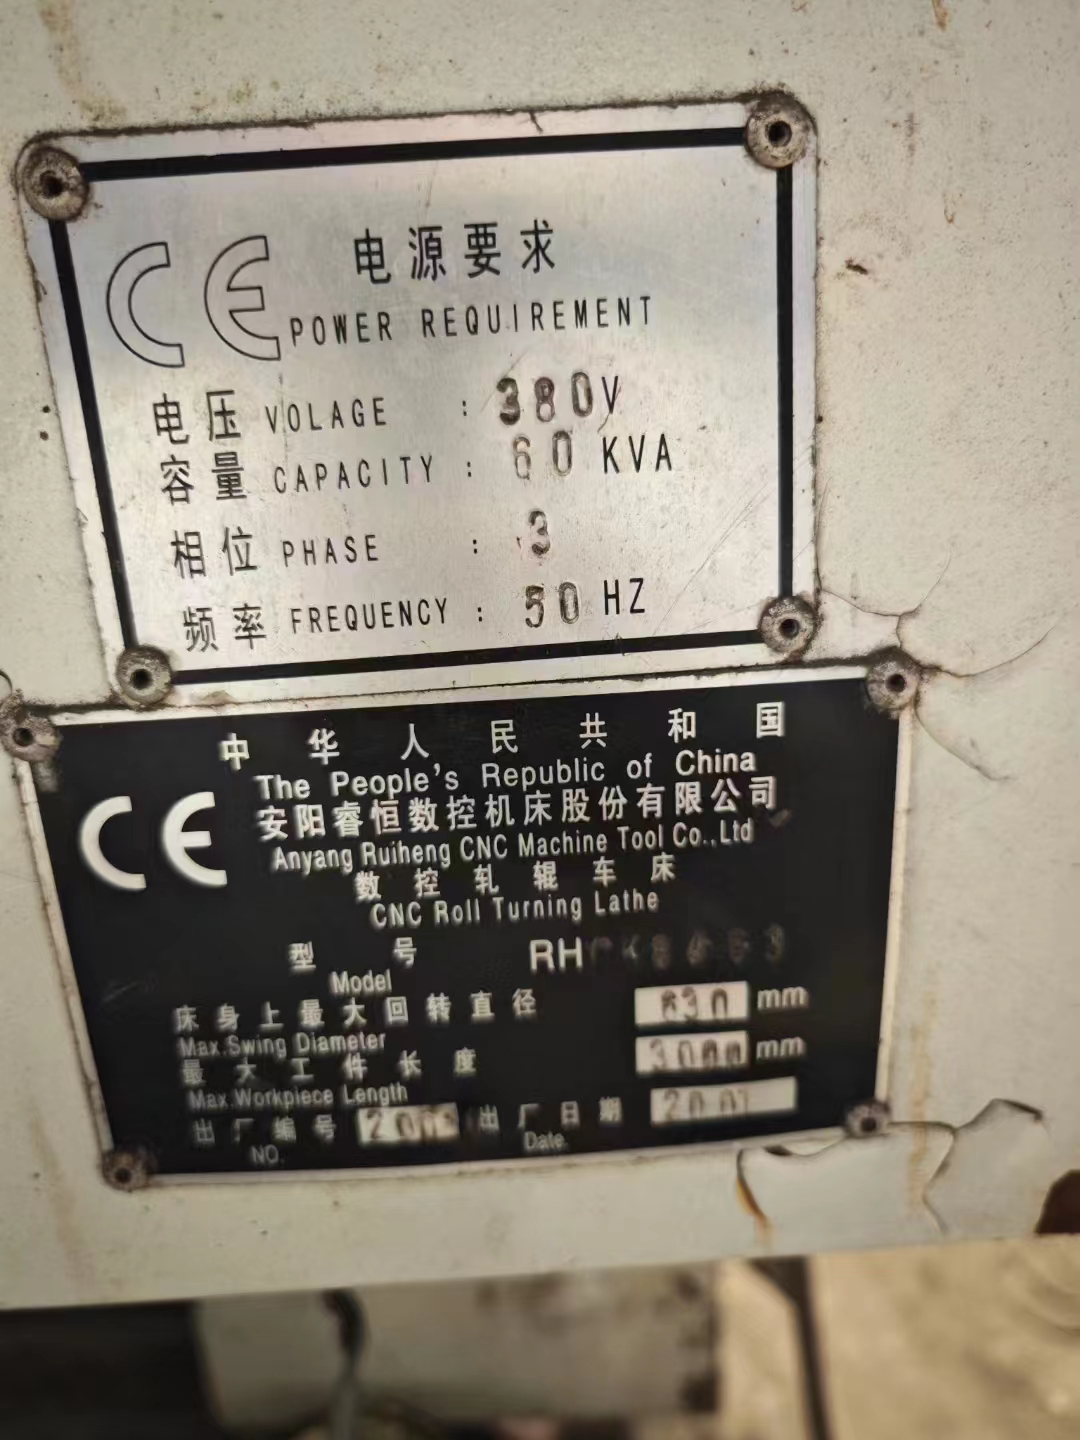 CE
电源要求
POWER REQUIREMENT
电压 VOLAGE : 380V
容量 CAPACITY : 60 KVA
相位 PHASE : 3
频率 FREQUENCY : 50 HZ
中华人民共和国
The People's Republic of China
CE
安阳睿恒数控机床股份有限公司
Anyang Ruiheng CNC Machine Tool Co.,Ltd
数控轧辊车床
CNC Roll Turning Lathe
型号
Model
床身上最大回转直径 630 mm
Max.Swing Diameter
最大工件长度 3000 mm
Max.Workpiece Length
出厂编号 出厂日期
NO. Date.